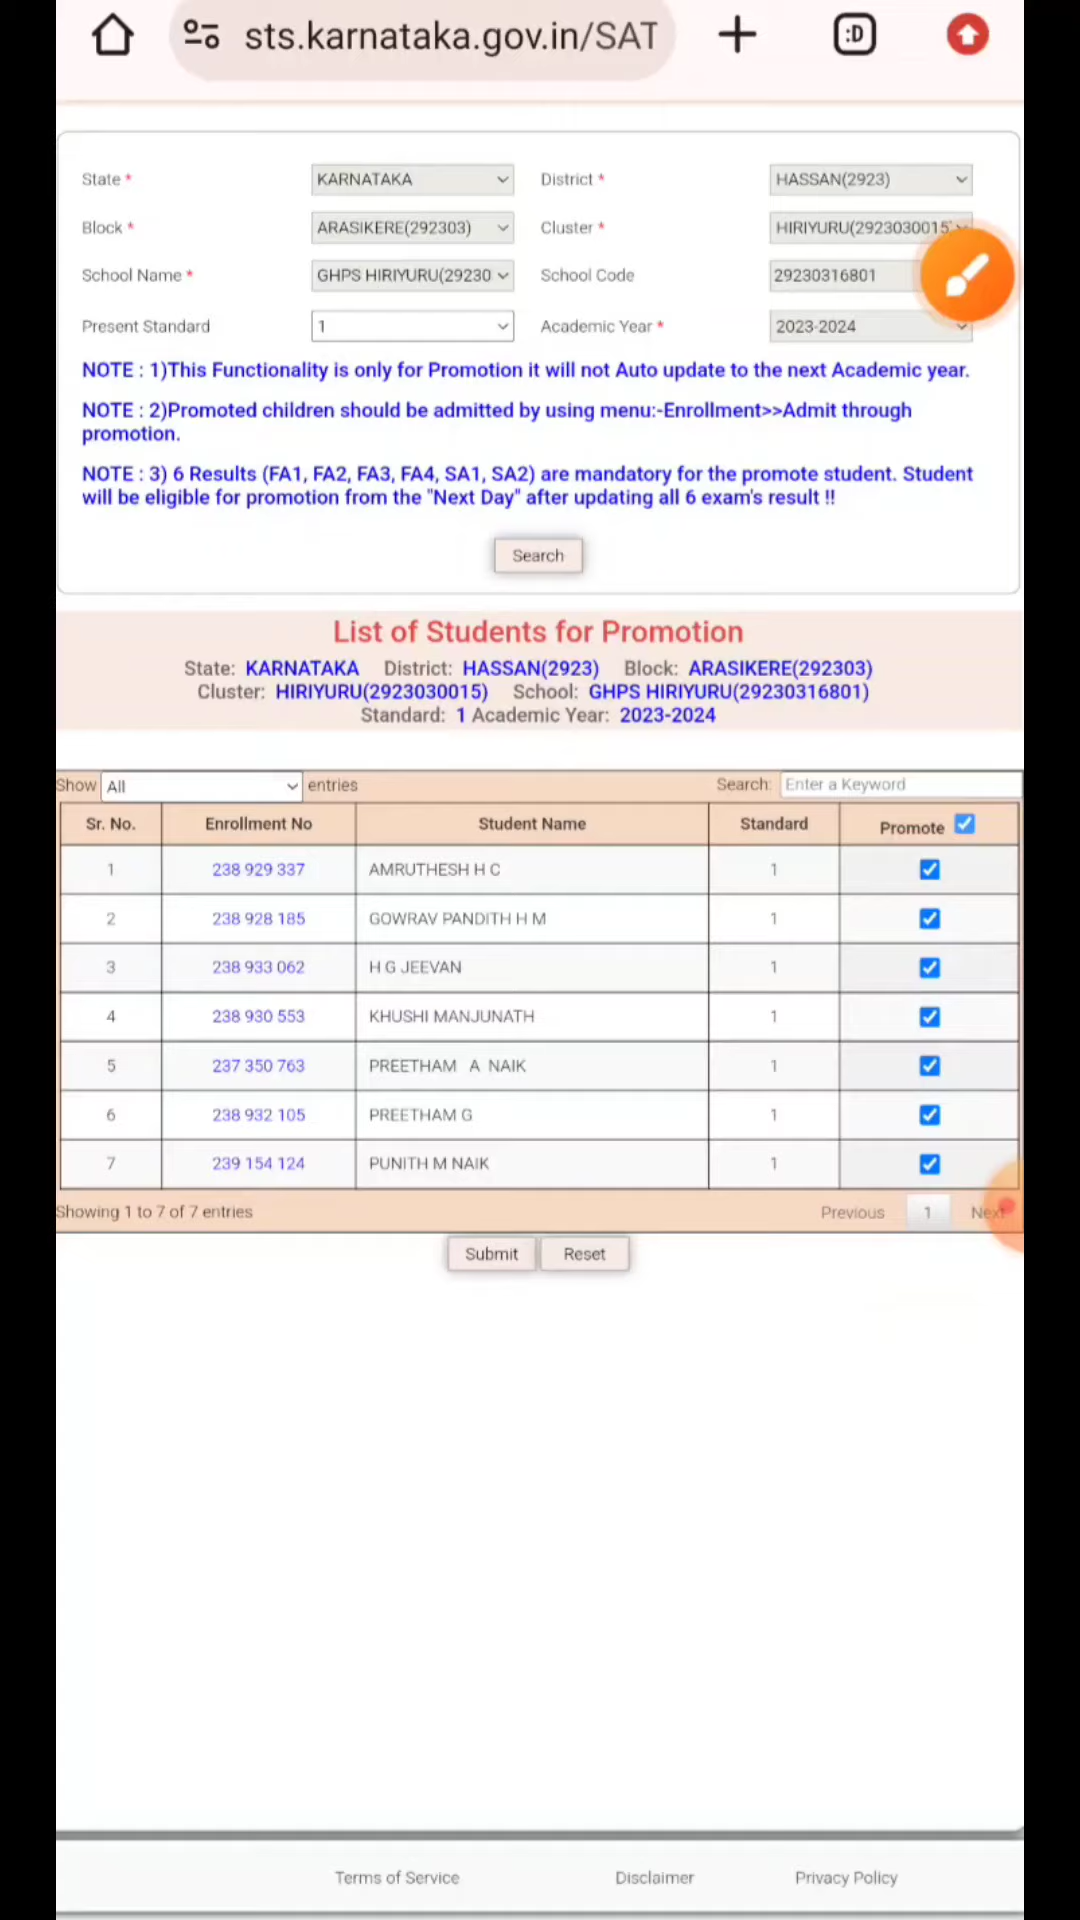 sts.karnataka.gov.in/SAT
:D
State * KARNATAKA District * HASSAN(2923)
Block * ARASIKERE(292303) Cluster * HIRIYURU(2923030015)
School Name * GHPS HIRIYURU(29230 School Code 29230316801
Present Standard 1 Academic Year * 2023-2024
NOTE : 1)This Functionality is only for Promotion it will not Auto update to the next Academic year.
NOTE : 2)Promoted children should be admitted by using menu:-Enrollment>>Admit through
promotion.
NOTE : 3) 6 Results (FA1, FA2, FA3, FA4, SA1, SA2) are mandatory for the promote student. Student
will be eligible for promotion from the "Next Day" after updating all 6 exam's result !!
Search
List of Students for Promotion
State: KARNATAKA District: HASSAN(2923) Block: ARASIKERE(292303)
Cluster: HIRIYURU(2923030015) School: GHPS HIRIYURU(29230316801)
Standard: 1 Academic Year: 2023-2024
Show All entries Search: Enter a Keyword
Sr. No. Enrollment No Student Name Standard Promote
1 238 929 337 AMRUTHESH H C 1
2 238 928 185 GOWRAV PANDITH H M 1
3 238 933 062 H G JEEVAN 1
4 238 930 553 KHUSHI MANJUNATH 1
5 237 350 763 PREETHAM A NAIK 1
6 238 932 105 PREETHAM G 1
7 239 154 124 PUNITH M NAIK 1
Showing 1 to 7 of 7 entries Previous 1 Next
Submit Reset
Terms of Service Disclaimer Privacy Policy